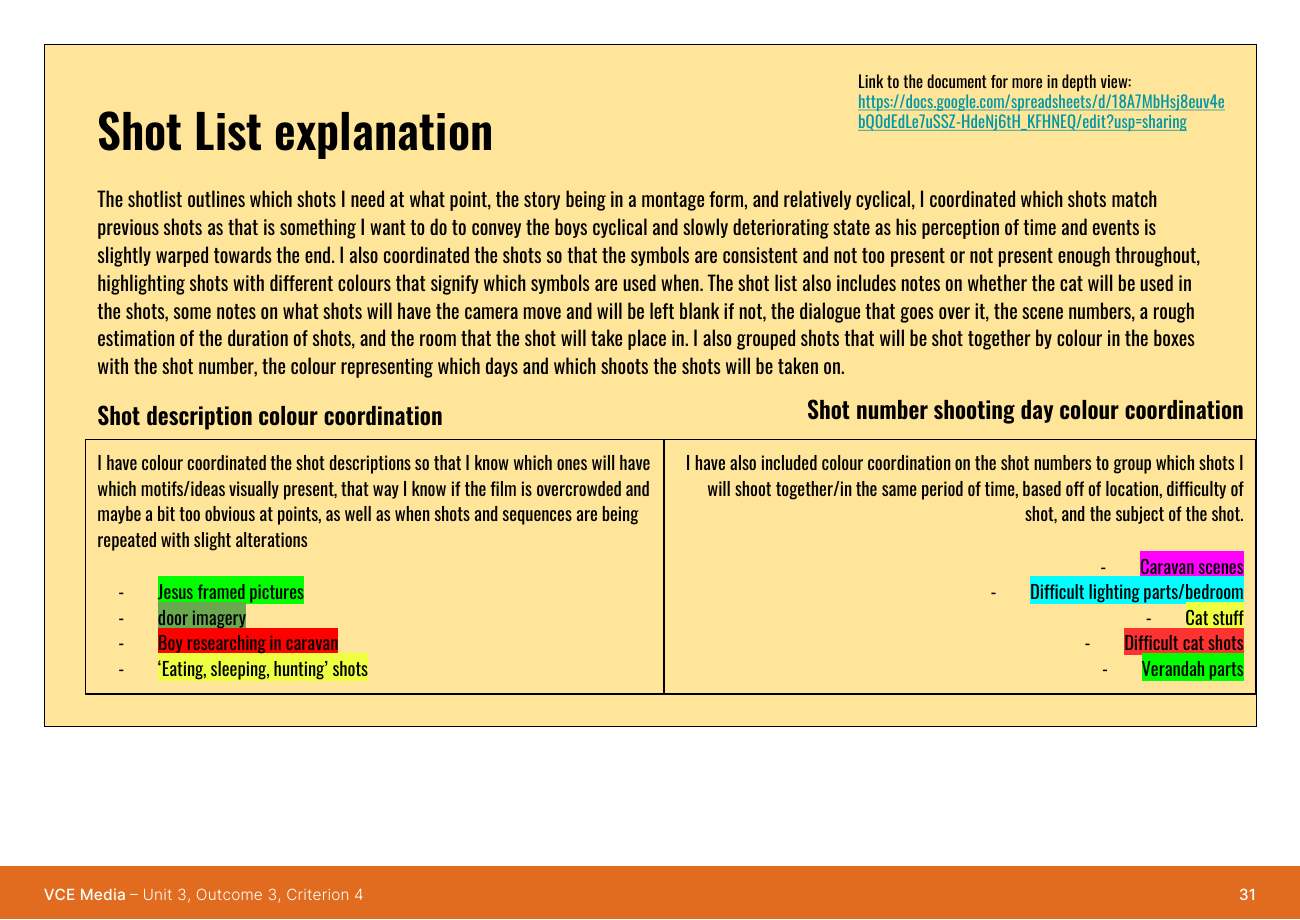 Link to the document for more in depth view:
https://docs.google.com/spreadsheets/d/18A7MbHsj8euv4e
bQOdEdLe7uSSZ-HdeNj6tH_KFHNEQ/edit?usp=sharing
Shot List explanation
The shotlist outlines which shots I need at what point, the story being in a montage form, and relatively cyclical, I coordinated which shots match
previous shots as that is something I want to do to convey the boys cyclical and slowly deteriorating state as his perception of time and events is
slightly warped towards the end. I also coordinated the shots so that the symbols are consistent and not too present or not present enough throughout,
highlighting shots with different colours that signify which symbols are used when. The shot list also includes notes on whether the cat will be used in
the shots, some notes on what shots will have the camera move and will be left blank if not, the dialogue that goes over it, the scene numbers, a rough
estimation of the duration of shots, and the room that the shot will take place in. I also grouped shots that will be shot together by colour in the boxes
with the shot number, the colour representing which days and which shoots the shots will be taken on.
Shot description colour coordination
I have colour coordinated the shot descriptions so that I know which ones will have
which motifs/ideas visually present, that way I know if the film is overcrowded and
maybe a bit too obvious at points, as well as when shots and sequences are being
repeated with slight alterations
- Jesus framed pictures
- door imagery
- Boy researching in caravan
- ‘Eating, sleeping, hunting’ shots
Shot number shooting day colour coordination
I have also included colour coordination on the shot numbers to group which shots I
will shoot together/in the same period of time, based off of location, difficulty of
shot, and the subject of the shot.
- Caravan scenes
- Difficult lighting parts/bedroom
- Cat stuff
- Difficult cat shots
- Verandah parts
VCE Media – Unit 3, Outcome 3, Criterion 4
31